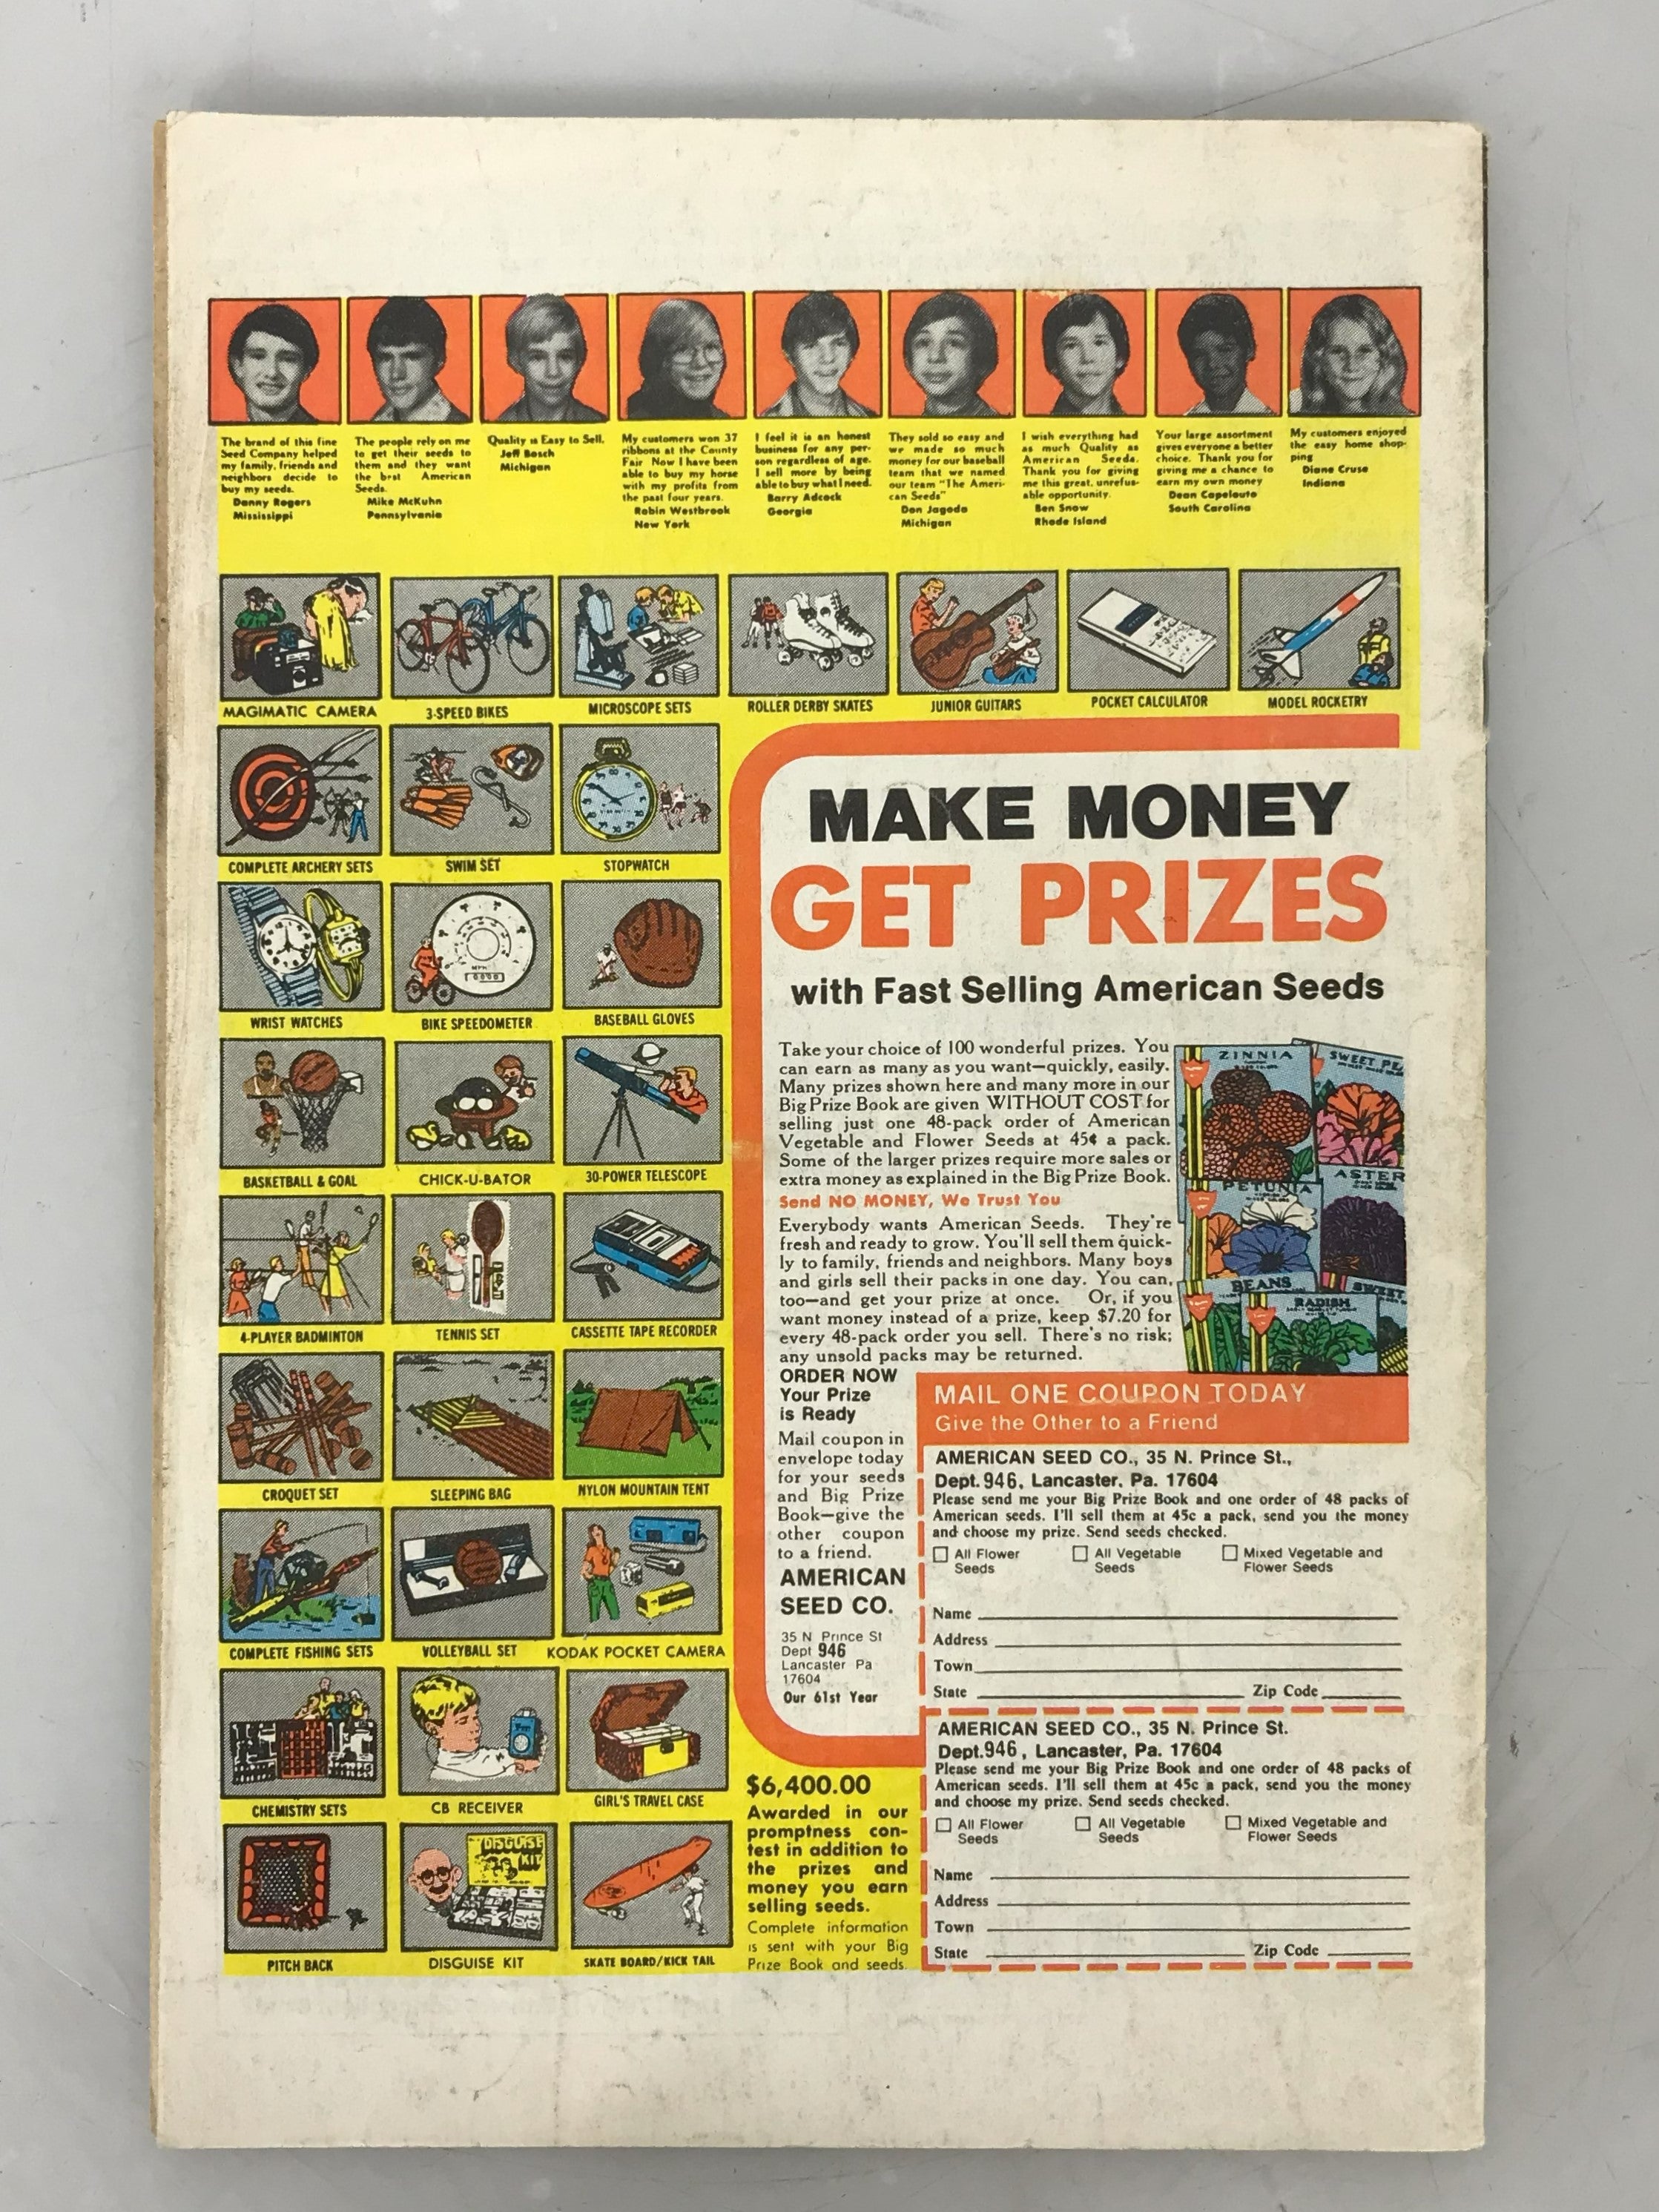 The brand of this fine
Seed Company helped
my family, friends and
neighbors decide to
buy my seeds.
Danny Rogers
Mississippi
The people rely on me
to get their seeds to
them and they want
the best American
Seeds.
Mike McKuhn
Pennsylvania
Quality is Easy to Sell.
Jeff Bosch
Michigan
My customers won 37
ribbons at the County
Fair Now I have been
able to buy my horse
with my profits from
the past four years.
Robin Westbrook
New York
I feel it is an honest
business for any per-
son regardless of age.
I sell more by being
able to buy what I need.
Barry Adcock
Georgia
They sold so easy and
we made so much
money for our baseball
team that we named
our team "The Ameri-
can Seeds"
Don Jagoda
Michigan
I wish everything had
as much Quality as
American Seeds.
Thank you for giving
me this great, unrefus-
able opportunity.
Ben Snow
Rhode Island
Your large assortment
gives everyone a better
choice. Thank you for
giving me a chance to
earn my own money
Dean Capelouto
South Carolina
My customers enjoyed
the easy home shop-
ping
Diane Cruse
Indiana
MAGIMATIC CAMERA
3-SPEED BIKES
MICROSCOPE SETS
ROLLER DERBY SKATES
JUNIOR GUITARS
POCKET CALCULATOR
MODEL ROCKETRY
COMPLETE ARCHERY SETS
SWIM SET
STOPWATCH
WRIST WATCHES
MPH
BIKE SPEEDOMETER
BASEBALL GLOVES
BASKETBALL & GOAL
CHICK-U-BATOR
30-POWER TELESCOPE
4-PLAYER BADMINTON
TENNIS SET
CASSETTE TAPE RECORDER
CROQUET SET
SLEEPING BAG
NYLON MOUNTAIN TENT
COMPLETE FISHING SETS
VOLLEYBALL SET
KODAK POCKET CAMERA
CHEMISTRY SETS
CB RECEIVER
GIRL'S TRAVEL CASE
DISGUISE
KIT
PITCH BACK
DISGUISE KIT
SKATE BOARD/KICK TAIL
MAKE MONEY
GET PRIZES
with Fast Selling American Seeds
Take your choice of 100 wonderful prizes. You
can earn as many as you want—quickly, easily.
Many prizes shown here and many more in our
Big Prize Book are given WITHOUT COST for
selling just one 48-pack order of American
Vegetable and Flower Seeds at 45¢ a pack.
Some of the larger prizes require more sales or
extra money as explained in the Big Prize Book.
Send NO MONEY, We Trust You
Everybody wants American Seeds. They're
fresh and ready to grow. You'll sell them quick-
ly to family, friends and neighbors. Many boys
and girls sell their packs in one day. You can,
too—and get your prize at once. Or, if you
want money instead of a prize, keep $7.20 for
every 48-pack order you sell. There's no risk;
any unsold packs may be returned.
ZINNIA
SWEET PE
ASTER
PETUNIA
BEANS
SWEET
RADISH
ORDER NOW
Your Prize
is Ready
Mail coupon in
envelope today
for your seeds
and Big Prize
Book—give the
other coupon
to a friend.
AMERICAN
SEED CO.
35 N Prince St
Dept 946
Lancaster Pa
17604
Our 61st Year
MAIL ONE COUPON TODAY
Give the Other to a Friend
AMERICAN SEED CO., 35 N. Prince St.,
Dept. 946, Lancaster, Pa. 17604
Please send me your Big Prize Book and one order of 48 packs of
American seeds. I'll sell them at 45c a pack, send you the money
and choose my prize. Send seeds checked.
All Flower Seeds
All Vegetable Seeds
Mixed Vegetable and Flower Seeds
Name
Address
Town
State Zip Code
AMERICAN SEED CO., 35 N. Prince St.
Dept.946, Lancaster, Pa. 17604
Please send me your Big Prize Book and one order of 48 packs of
American seeds. I'll sell them at 45c a pack, send you the money
and choose my prize. Send seeds checked.
All Flower Seeds
All Vegetable Seeds
Mixed Vegetable and Flower Seeds
Name
Address
Town
State Zip Code
$6,400.00
Awarded in our
promptness con-
test in addition to
the prizes and
money you earn
selling seeds.
Complete information
is sent with your Big
Prize Book and seeds.